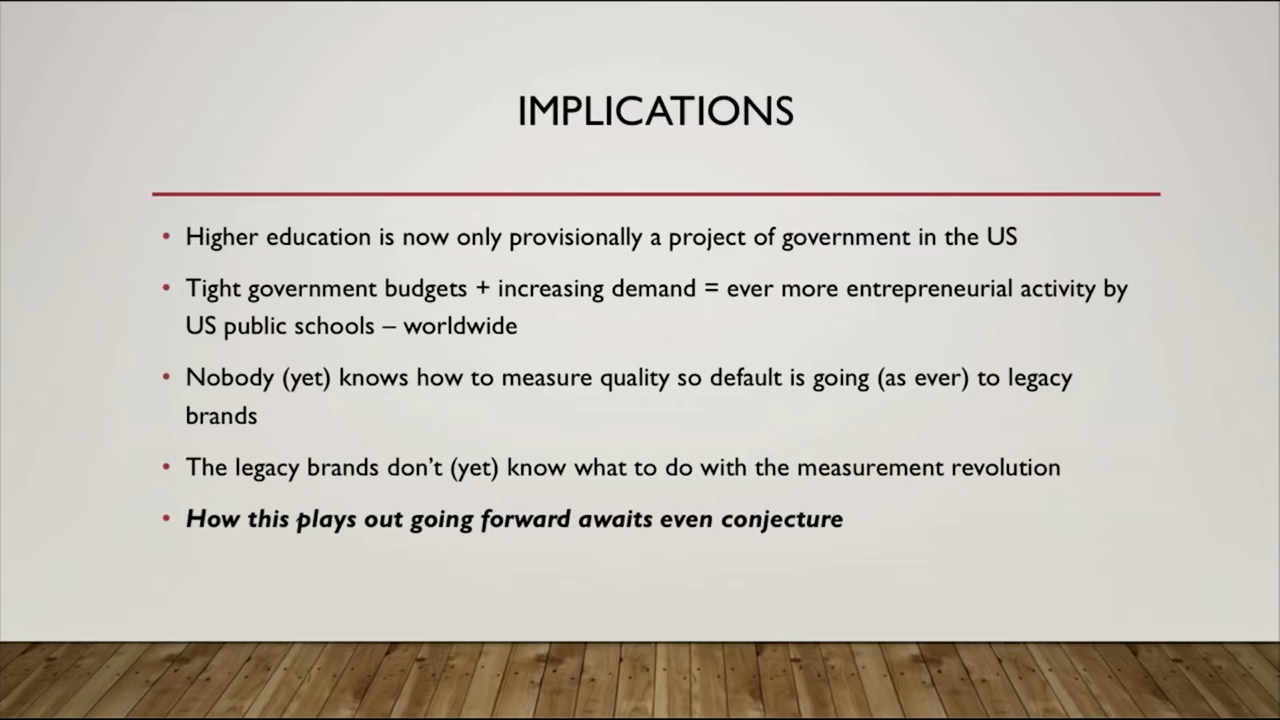 IMPLICATIONS
• Higher education is now only provisionally a project of government in the US
• Tight government budgets + increasing demand = ever more entrepreneurial activity by
US public schools – worldwide
• Nobody (yet) knows how to measure quality so default is going (as ever) to legacy
brands
• The legacy brands don’t (yet) know what to do with the measurement revolution
• How this plays out going forward awaits even conjecture